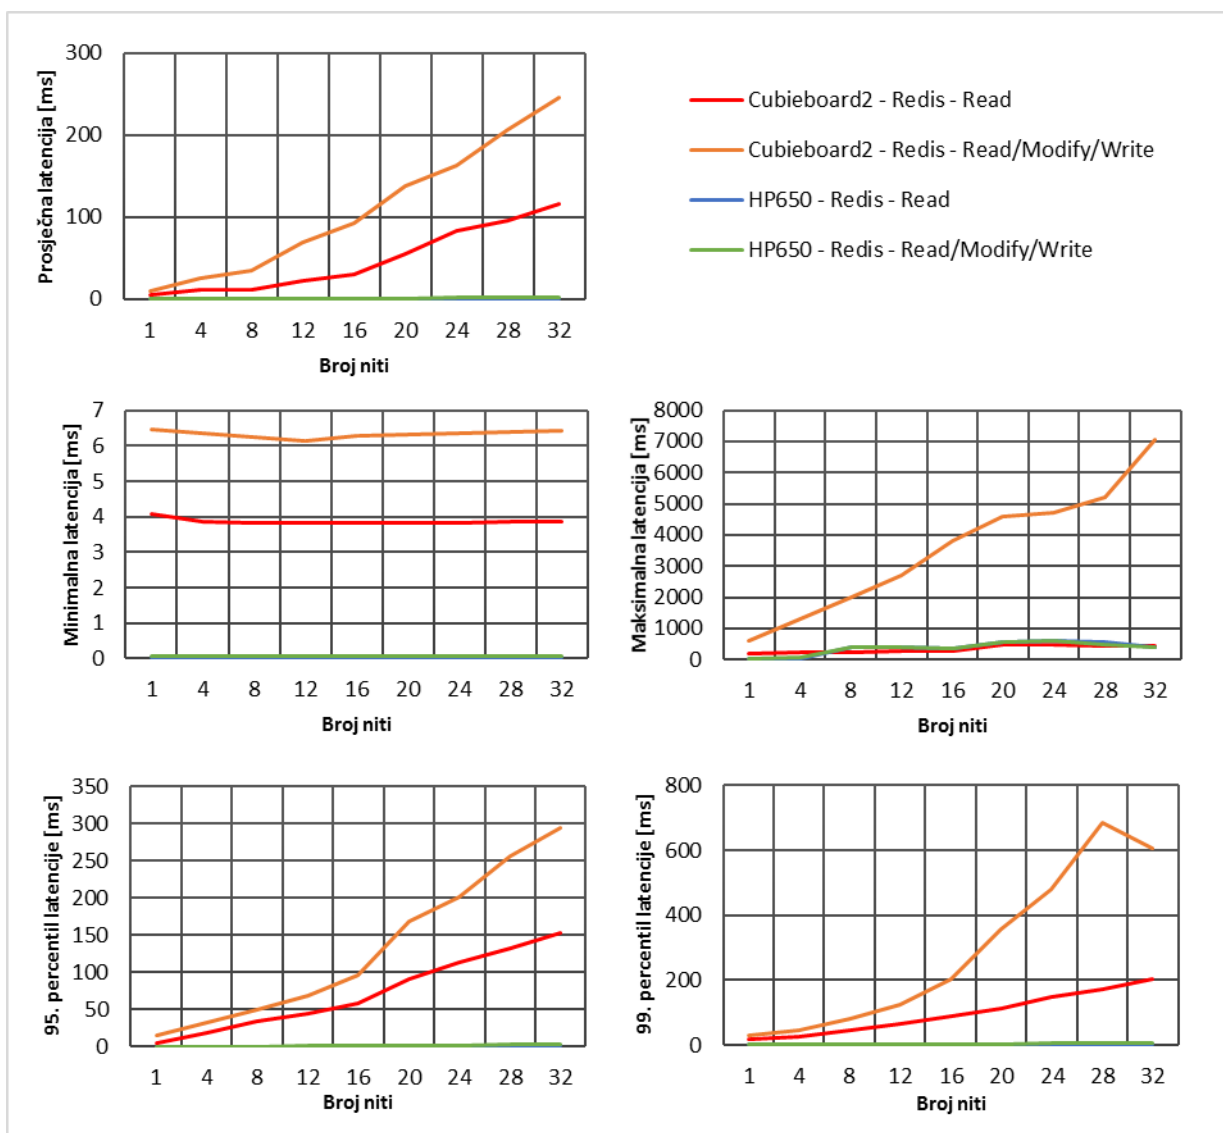 Prosječna latencija [ms]
300
200
100
0
1 4 8 12 16 20 24 28 32
Broj niti
Cubieboard2 - Redis - Read
Cubieboard2 - Redis - Read/Modify/Write
HP650 - Redis - Read
HP650 - Redis - Read/Modify/Write
Minimalna latencija [ms]
7
6
5
4
3
2
1
0
1 4 8 12 16 20 24 28 32
Broj niti
Maksimalna latencija [ms]
8000
7000
6000
5000
4000
3000
2000
1000
0
1 4 8 12 16 20 24 28 32
Broj niti
95. percentil latencije [ms]
350
300
250
200
150
100
50
0
1 4 8 12 16 20 24 28 32
Broj niti
99. percentil latencije [ms]
800
600
400
200
0
1 4 8 12 16 20 24 28 32
Broj niti